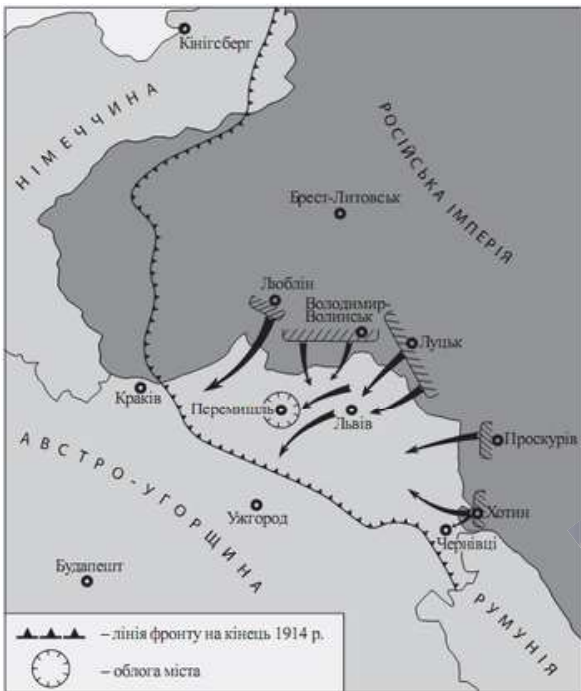 Кінігсберг
НІМЕЧЧИНА
РОСІЙСЬКА ІМПЕРІЯ
Брест-Литовськ
Люблін
Володимир-
Волинськ
Луцьк
Краків
Перемишль
Львів
Проскурів
АВСТРО-УГОРЩИНА
Ужгород
Хотин
Чернівці
Будапешт
РУМУНІЯ
– лінія фронту на кінець 1914 р.
– облога міста